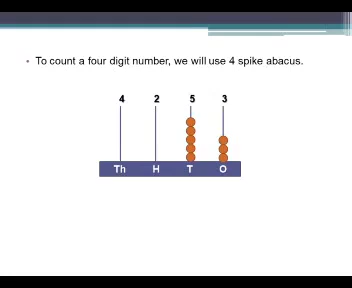 • To count a four digit number, we will use 4 spike abacus.
4 2 5 3
Th H T O